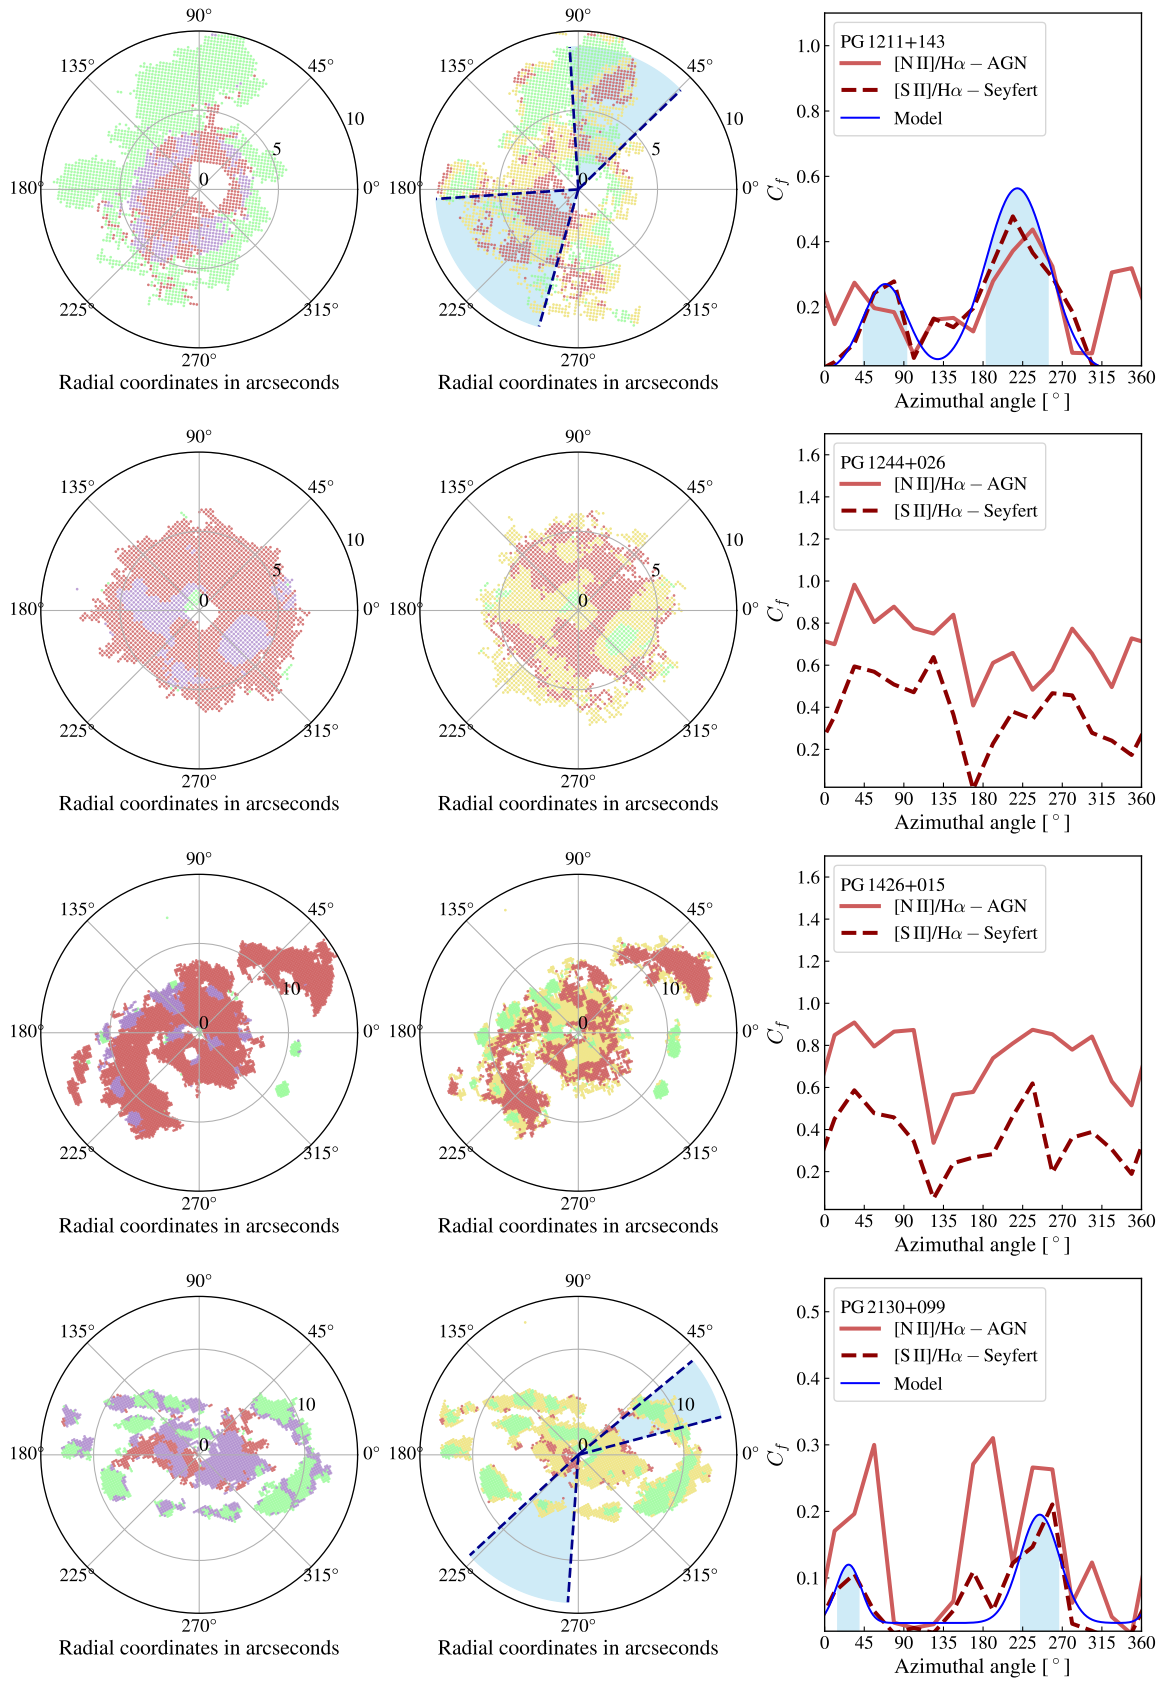 90°
135° 45°
10
5
180° 0 0°
225° 315°
270°
Radial coordinates in arcseconds
90°
135° 45°
10
5
180° 0 0°
225° 315°
270°
Radial coordinates in arcseconds
PG 1211+143
[N II]/Hα − AGN
[S II]/Hα − Seyfert
Model
1.0
0.8
0.6
0.4
0.2
C_f
0 45 90 135 180 225 270 315 360
Azimuthal angle [°]
90°
135° 45°
10
5
180° 0 0°
225° 315°
270°
Radial coordinates in arcseconds
90°
135° 45°
10
5
180° 0 0°
225° 315°
270°
Radial coordinates in arcseconds
PG 1244+026
[N II]/Hα − AGN
[S II]/Hα − Seyfert
1.6
1.4
1.2
1.0
0.8
0.6
0.4
0.2
C_f
0 45 90 135 180 225 270 315 360
Azimuthal angle [°]
90°
135° 45°
10
180° 0 0°
225° 315°
270°
Radial coordinates in arcseconds
90°
135° 45°
10
180° 0 0°
225° 315°
270°
Radial coordinates in arcseconds
PG 1426+015
[N II]/Hα − AGN
[S II]/Hα − Seyfert
1.6
1.4
1.2
1.0
0.8
0.6
0.4
0.2
C_f
0 45 90 135 180 225 270 315 360
Azimuthal angle [°]
90°
135° 45°
10
180° 0 0°
225° 315°
270°
Radial coordinates in arcseconds
90°
135° 45°
10
180° 0 0°
225° 315°
270°
Radial coordinates in arcseconds
PG 2130+099
[N II]/Hα − AGN
[S II]/Hα − Seyfert
Model
0.5
0.4
0.3
0.2
0.1
C_f
0 45 90 135 180 225 270 315 360
Azimuthal angle [°]